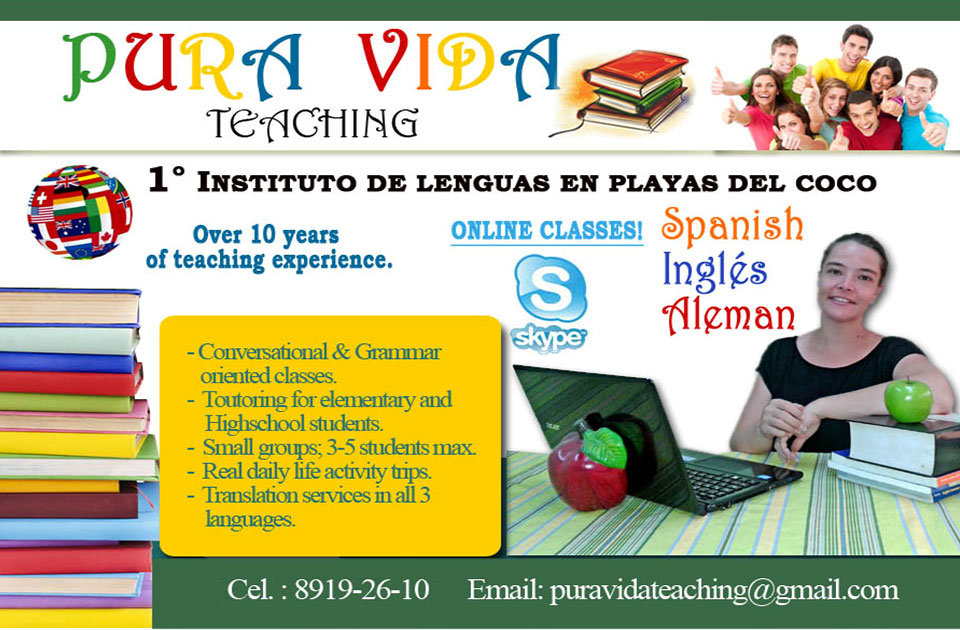 PURA VIDA
TEACHING
1° INSTITUTO DE LENGUAS EN PLAYAS DEL COCO
Over 10 years
of teaching experience.
ONLINE CLASSES!
skype
Spanish
Inglés
Aleman
- Conversational & Grammar
oriented classes.
- Toutoring for elementary and
Highschool students.
- Small groups; 3-5 students max.
- Real daily life activity trips.
- Translation services in all 3
languages.
Cel. : 8919-26-10 Email: puravidateaching@gmail.com